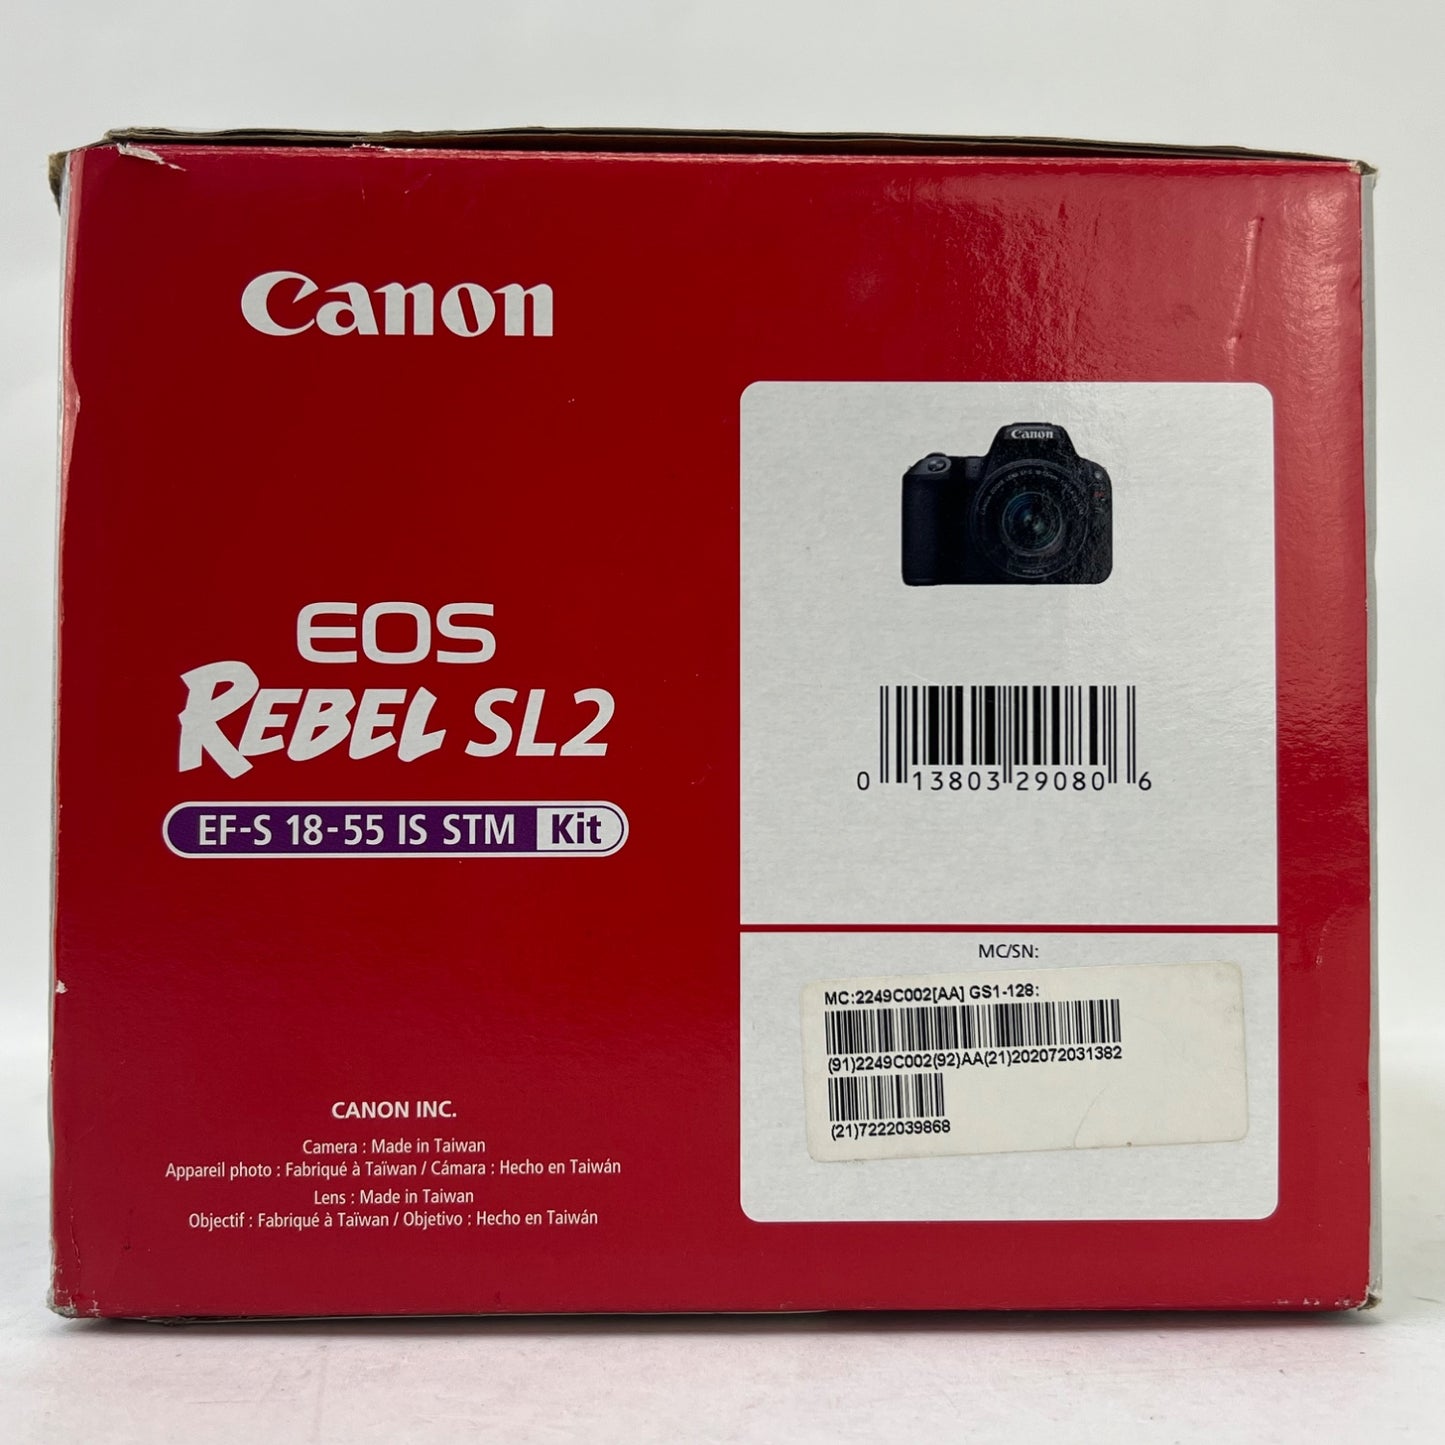 Canon
EOS
REBEL SL2
EF-S 18-55 IS STM Kit
CANON INC.
Camera : Made in Taiwan
Appareil photo : Fabriqué à Taïwan / Cámara : Hecho en Taiwán
Lens : Made in Taiwan
Objectif : Fabriqué à Taïwan / Objetivo : Hecho en Taiwán
Canon
0 13803 29080 6
MC/SN:
MC:2249C002[AA] GS1-128:
(91)2249C002(92)AA(21)202072031382
(21)7222039868